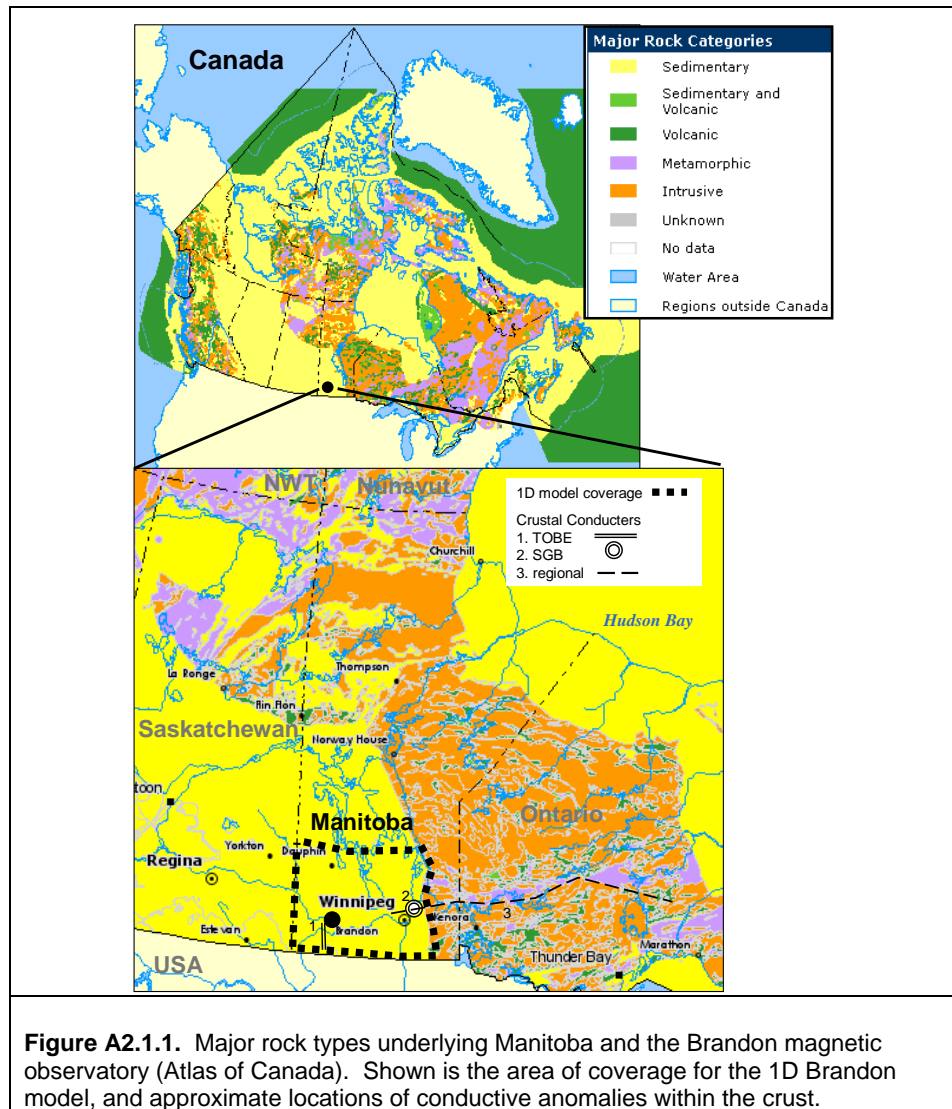 Canada
Major Rock Categories
Sedimentary
Sedimentary and
Volcanic
Volcanic
Metamorphic
Intrusive
Unknown
No data
Water Area
Regions outside Canada
NWT
Nunavut
1D model coverage
Crustal Conducters
1. TOBE
2. SGB
3. regional
Churchill
Hudson Bay
La Ronge
Thompson
Flin Flon
Saskatchewan
Norway House
toon
Ontario
Manitoba
Yorkton
Dauphin
Regina
Winnipeg
2
3
Kenora
1
Brandon
Estevan
Marathon
Thunder Bay
USA
Figure A2.1.1. Major rock types underlying Manitoba and the Brandon magnetic
observatory (Atlas of Canada). Shown is the area of coverage for the 1D Brandon
model, and approximate locations of conductive anomalies within the crust.